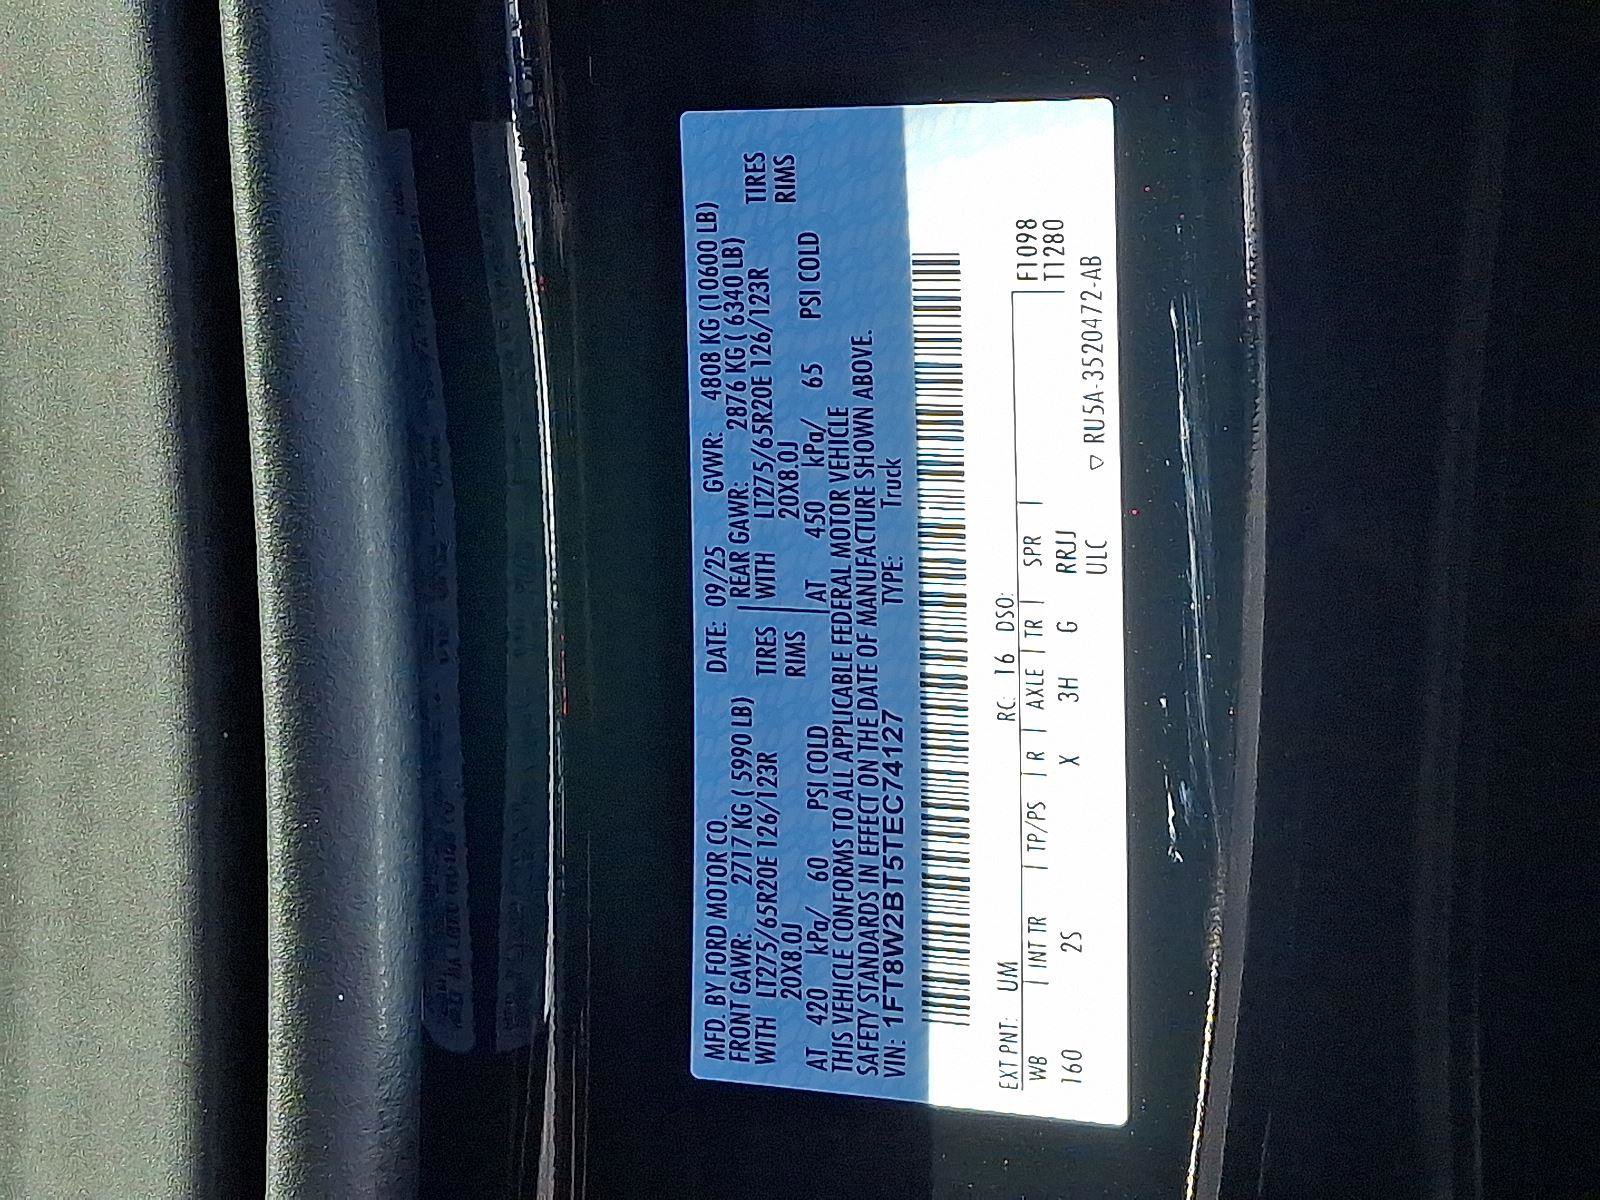 MFD. BY FORD MOTOR CO. DATE: 09/25 GVWR: 4808 KG (10600 LB)
FRONT GAWR: 2717 KG ( 5990 LB) REAR GAWR: 2876 KG ( 6340 LB)
WITH LT275/65R20E 126/123R TIRES WITH LT275/65R20E 126/123R TIRES
20X8.0J RIMS 20X8.0J RIMS
AT 420 kPa/ 60 PSI COLD AT 450 kPa/ 65 PSI COLD
THIS VEHICLE CONFORMS TO ALL APPLICABLE FEDERAL MOTOR VEHICLE
SAFETY STANDARDS IN EFFECT ON THE DATE OF MANUFACTURE SHOWN ABOVE.
VIN: 1FT8W2BT5TEC74127 TYPE: Truck
EXT PNT: UM RC: 16 DSO:
WB INT TR TP/PS R AXLE TR SPR F1098
160 2S X 3H G RRJJ T1280
ULC ▽ RU5A-3520472-AB